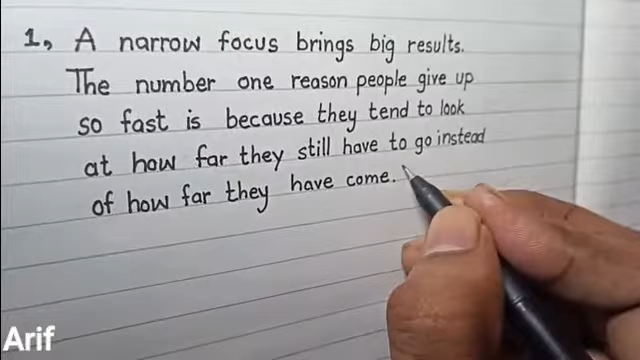 1, A narrow focus brings big results.
The number one reason people give up
so fast is because they tend to look
at how far they still have to go instead
of how far they have come.
Arif